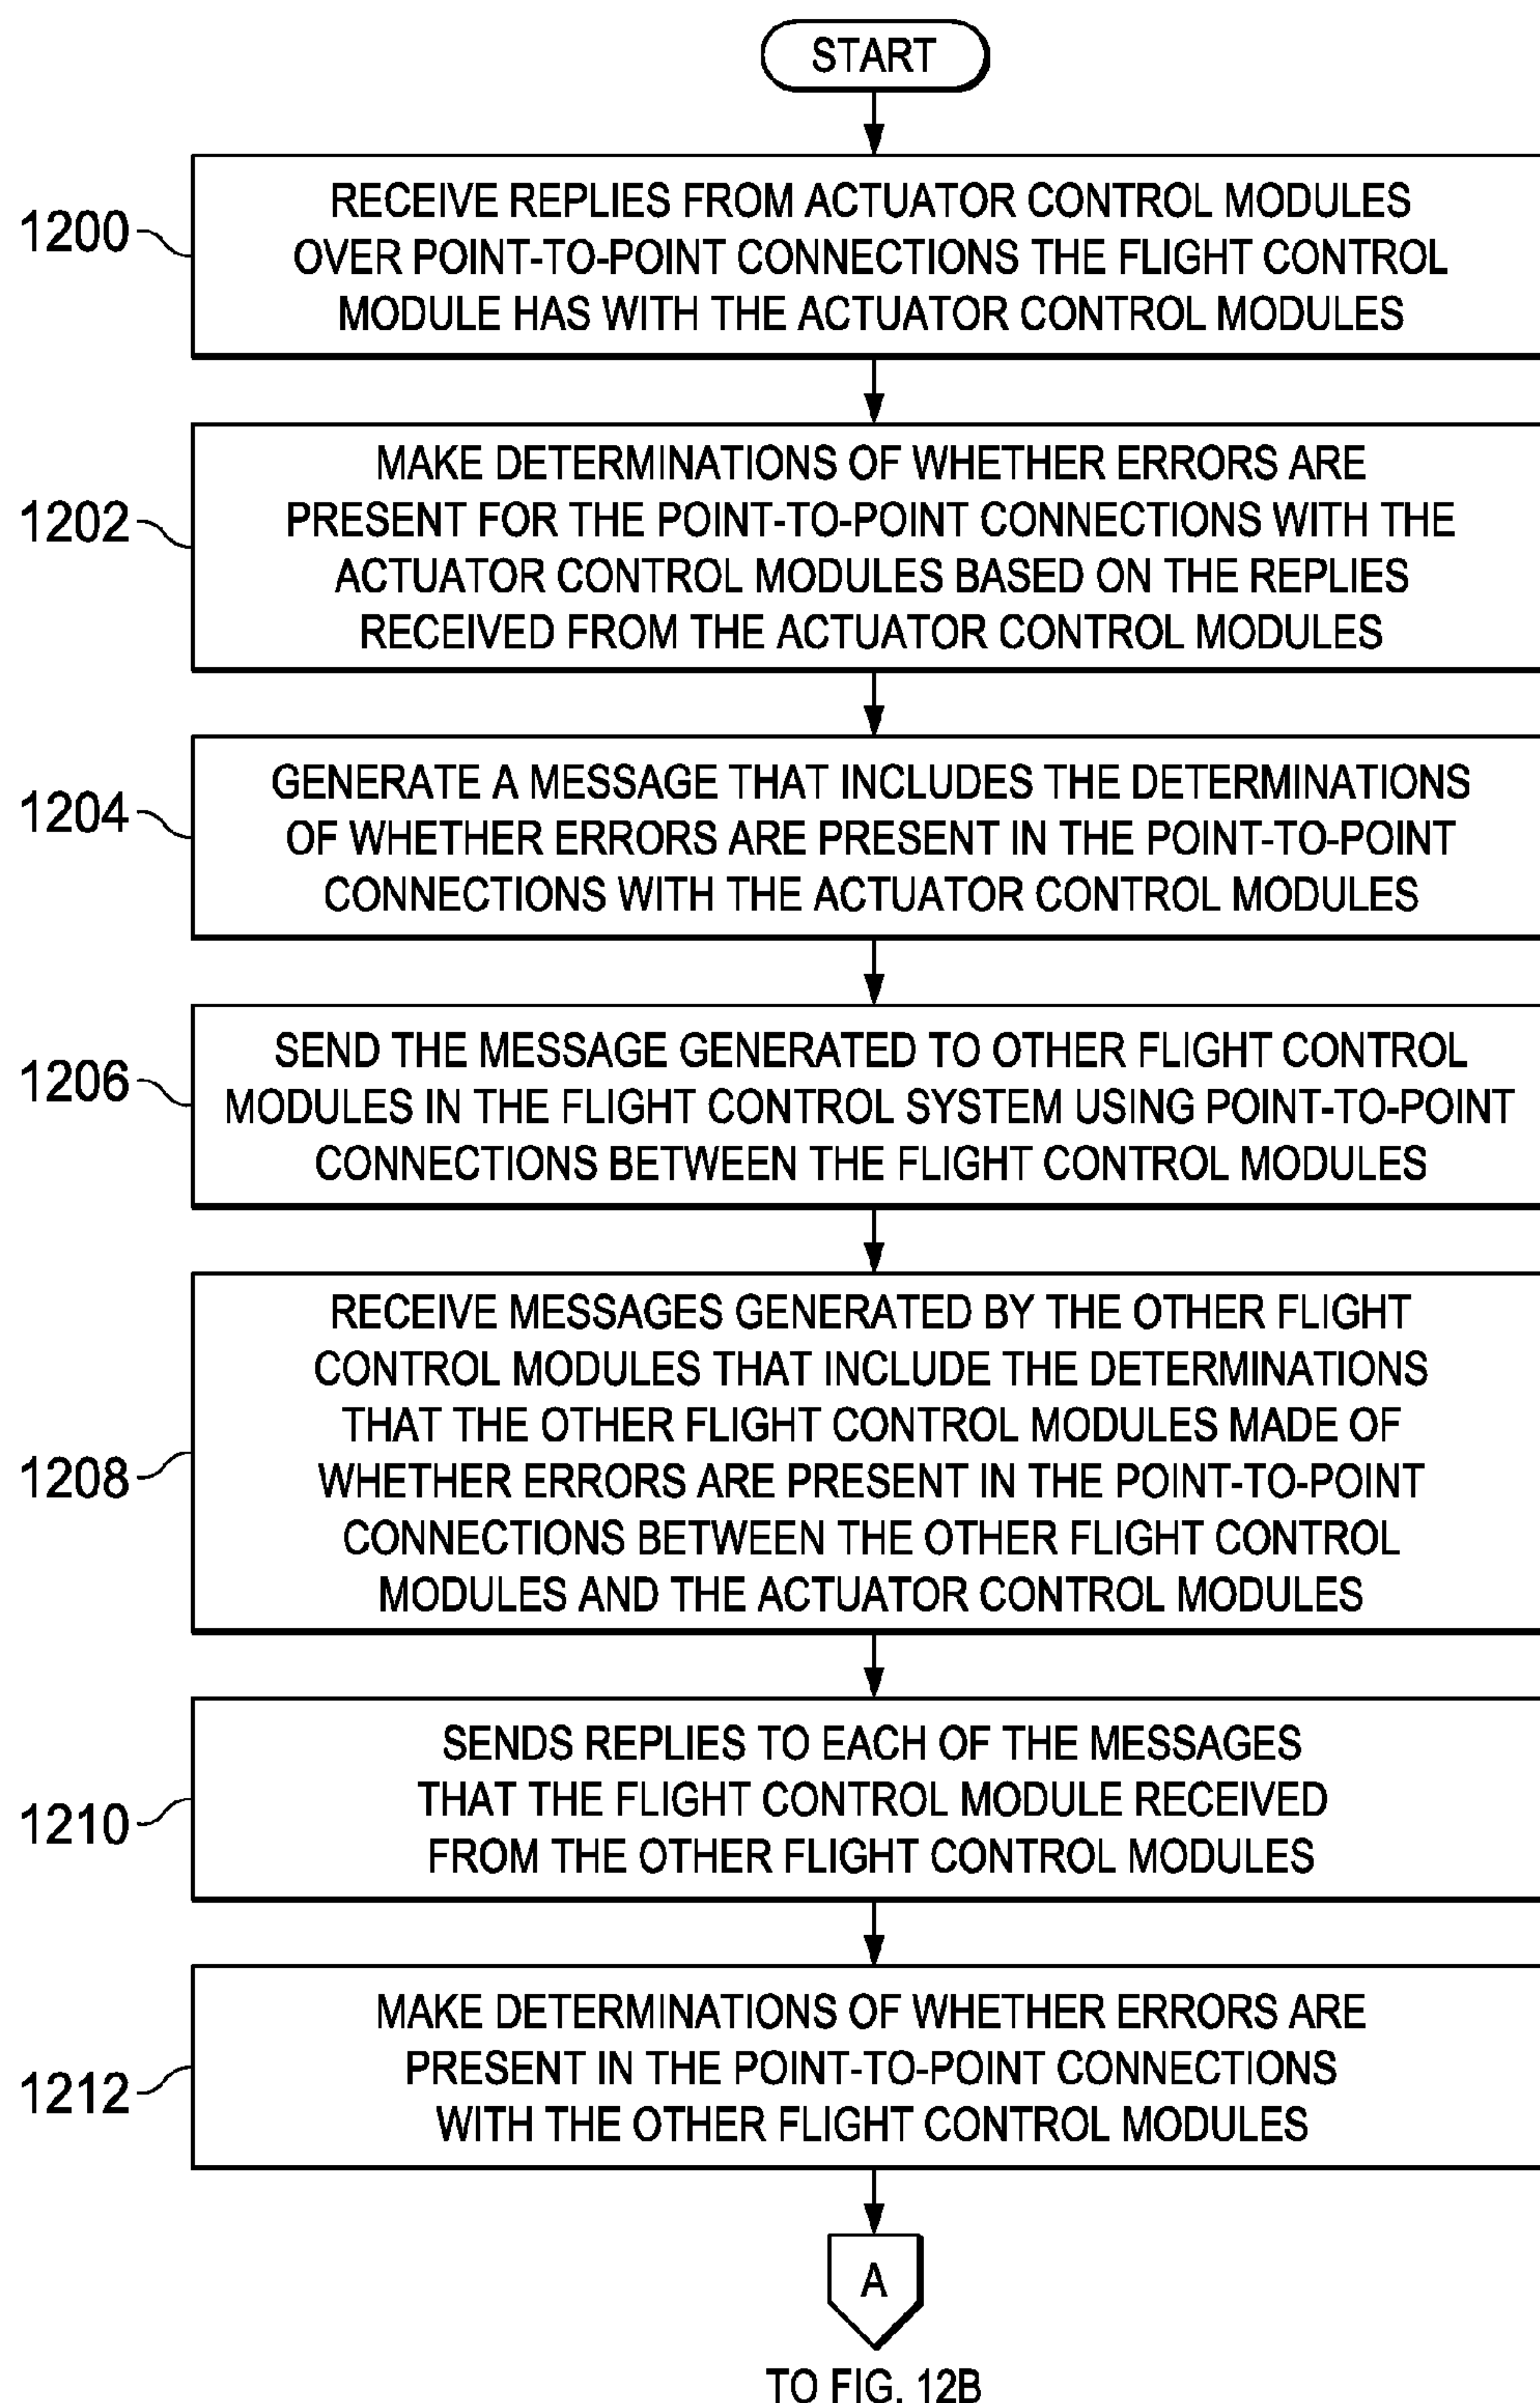 START
1200
RECEIVE REPLIES FROM ACTUATOR CONTROL MODULES
OVER POINT-TO-POINT CONNECTIONS THE FLIGHT CONTROL
MODULE HAS WITH THE ACTUATOR CONTROL MODULES
1202
MAKE DETERMINATIONS OF WHETHER ERRORS ARE
PRESENT FOR THE POINT-TO-POINT CONNECTIONS WITH THE
ACTUATOR CONTROL MODULES BASED ON THE REPLIES
RECEIVED FROM THE ACTUATOR CONTROL MODULES
1204
GENERATE A MESSAGE THAT INCLUDES THE DETERMINATIONS
OF WHETHER ERRORS ARE PRESENT IN THE POINT-TO-POINT
CONNECTIONS WITH THE ACTUATOR CONTROL MODULES
1206
SEND THE MESSAGE GENERATED TO OTHER FLIGHT CONTROL
MODULES IN THE FLIGHT CONTROL SYSTEM USING POINT-TO-POINT
CONNECTIONS BETWEEN THE FLIGHT CONTROL MODULES
1208
RECEIVE MESSAGES GENERATED BY THE OTHER FLIGHT
CONTROL MODULES THAT INCLUDE THE DETERMINATIONS
THAT THE OTHER FLIGHT CONTROL MODULES MADE OF
WHETHER ERRORS ARE PRESENT IN THE POINT-TO-POINT
CONNECTIONS BETWEEN THE OTHER FLIGHT CONTROL
MODULES AND THE ACTUATOR CONTROL MODULES
1210
SENDS REPLIES TO EACH OF THE MESSAGES
THAT THE FLIGHT CONTROL MODULE RECEIVED
FROM THE OTHER FLIGHT CONTROL MODULES
1212
MAKE DETERMINATIONS OF WHETHER ERRORS ARE
PRESENT IN THE POINT-TO-POINT CONNECTIONS
WITH THE OTHER FLIGHT CONTROL MODULES
A
TO FIG. 12B